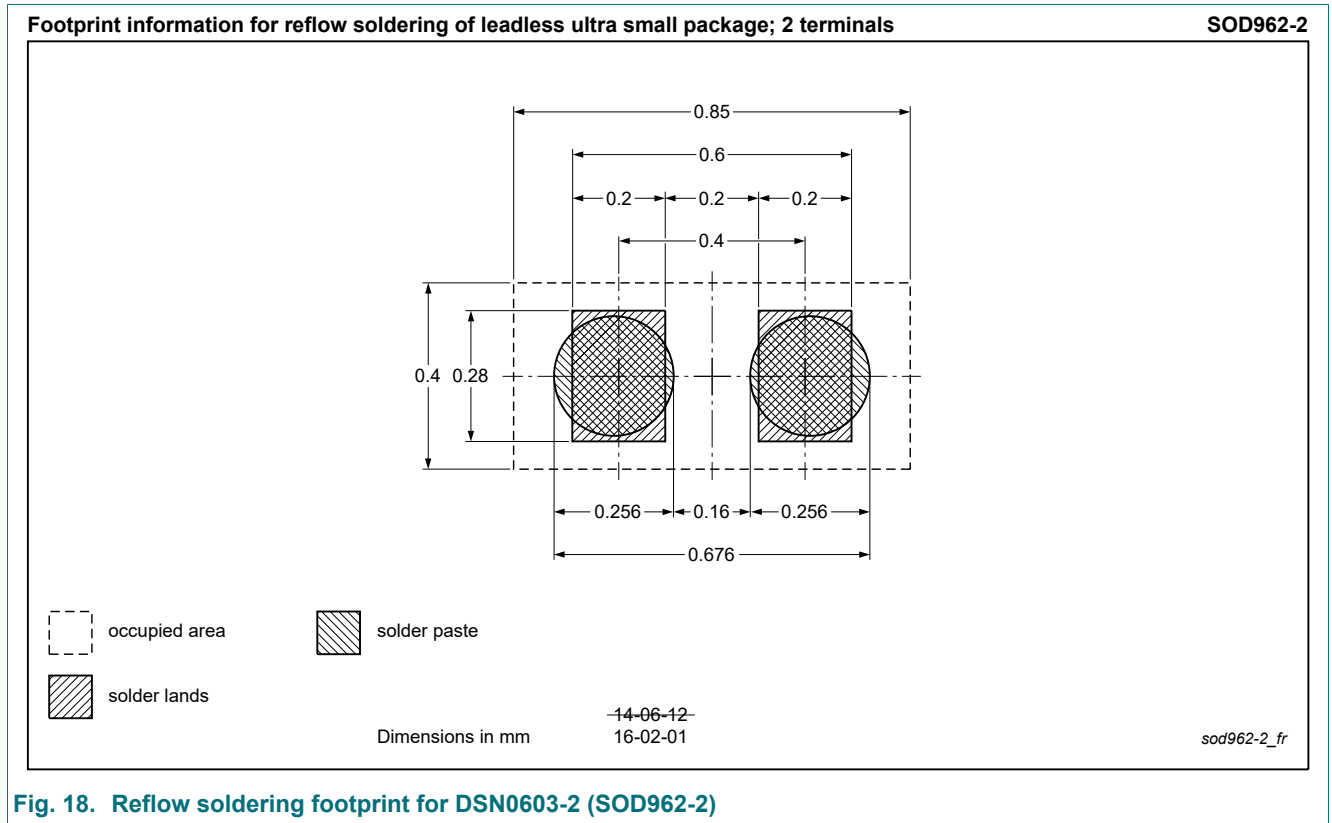 Footprint information for reflow soldering of leadless ultra small package; 2 terminals SOD962-2
0.85
0.6
0.2 0.2 0.2
0.4
0.4 0.28
0.256 0.16 0.256
0.676
occupied area solder paste
solder lands
14-06-12
Dimensions in mm 16-02-01 sod962-2_fr
Fig. 18. Reflow soldering footprint for DSN0603-2 (SOD962-2)